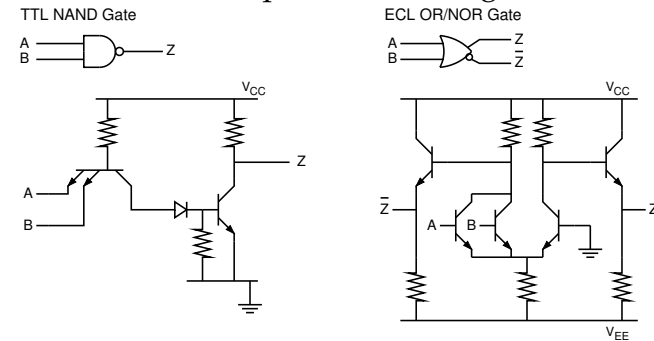 TTL NAND Gate
A
B
Z
V_CC
Z
A
B
ECL OR/NOR Gate
A
B
Z
Z̅
V_CC
Z̅
A
B
Z
V_EE